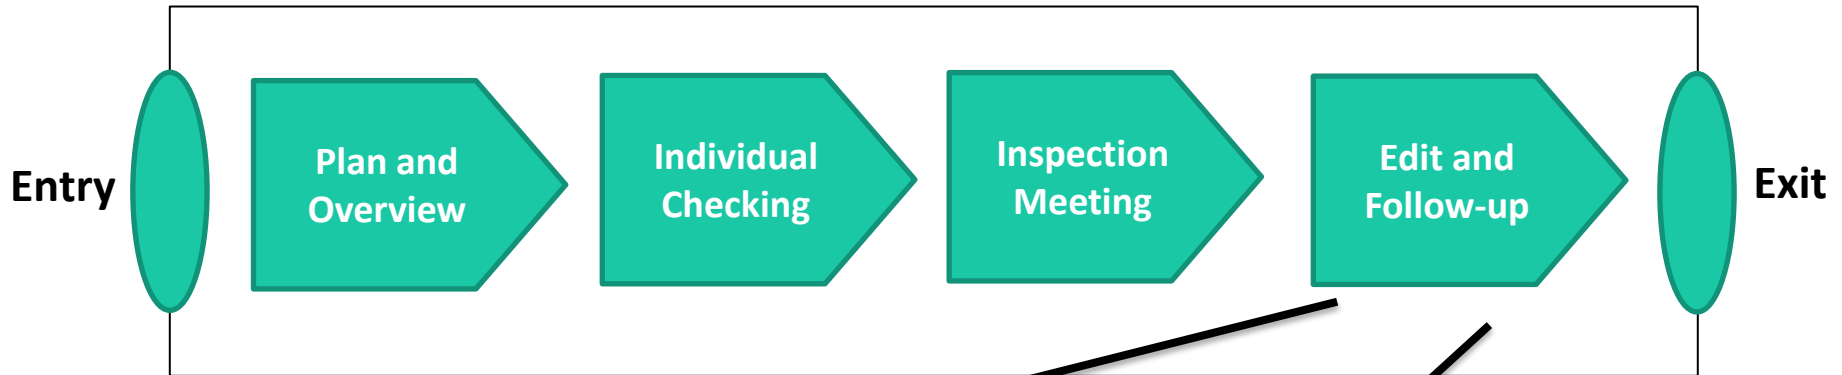 Entry
Plan and
Overview
Individual
Checking
Inspection
Meeting
Edit and
Follow-up
Exit